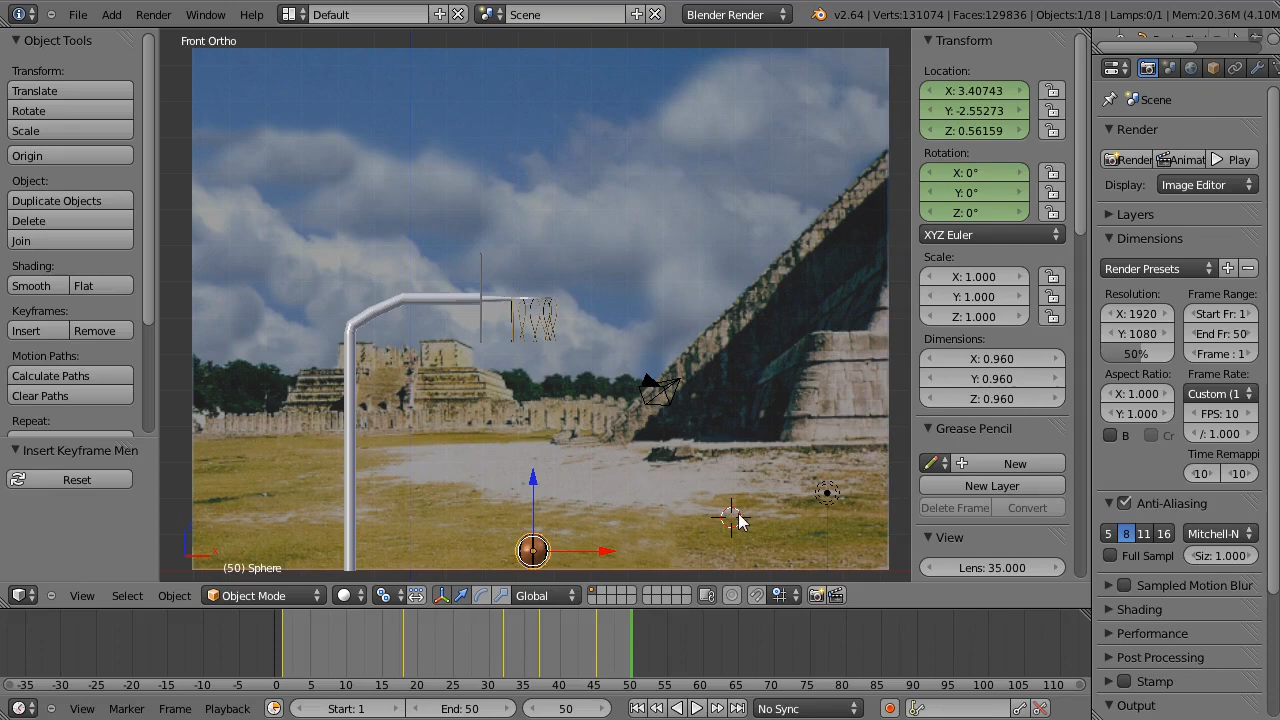 File
Add
Render
Window
Help
Default
Scene
Blender Render
v2.64 | Verts:131074 | Faces:129836 | Objects:1/18 | Lamps:0/1 | Mem:20.36M (4.10M
Object Tools
Transform:
Translate
Rotate
Scale
Origin
Object:
Duplicate Objects
Delete
Join
Shading:
Smooth
Flat
Keyframes:
Insert
Remove
Motion Paths:
Calculate Paths
Clear Paths
Repeat:
Insert Keyframe Men
Reset
Front Ortho
(50) Sphere
Transform
Location:
X: 3.40743
Y: -2.55273
Z: 0.56159
Rotation:
X: 0°
Y: 0°
Z: 0°
XYZ Euler
Scale:
X: 1.000
Y: 1.000
Z: 1.000
Dimensions:
X: 0.960
Y: 0.960
Z: 0.960
Grease Pencil
New
New Layer
Delete Frame
Convert
View
Lens: 35.000
Scene
Render
Render
Animat
Play
Display:
Image Editor
Layers
Dimensions
Render Presets
Resolution:
Frame Range:
X: 1920
Start Fr: 1
Y: 1080
End Fr: 50
50%
Frame : 1
Aspect Ratio:
Frame Rate:
X: 1.000
Custom (1
Y: 1.000
FPS: 10
B
Cr
/: 1.000
Time Remappi
10
10
Anti-Aliasing
5 8 11 16
Mitchell-N
Full Sampl
Siz: 1.000
Sampled Motion Blur
Shading
Performance
Post Processing
Stamp
Output
View
Select
Object
Object Mode
Global
-35 -30 -25 -20 -15 -10 -5 0 5 10 15 20 25 30 35 40 45 50 55 60 65 70 75 80 85 90 95 100 105 110
View
Marker
Frame
Playback
Start: 1
End: 50
50
No Sync